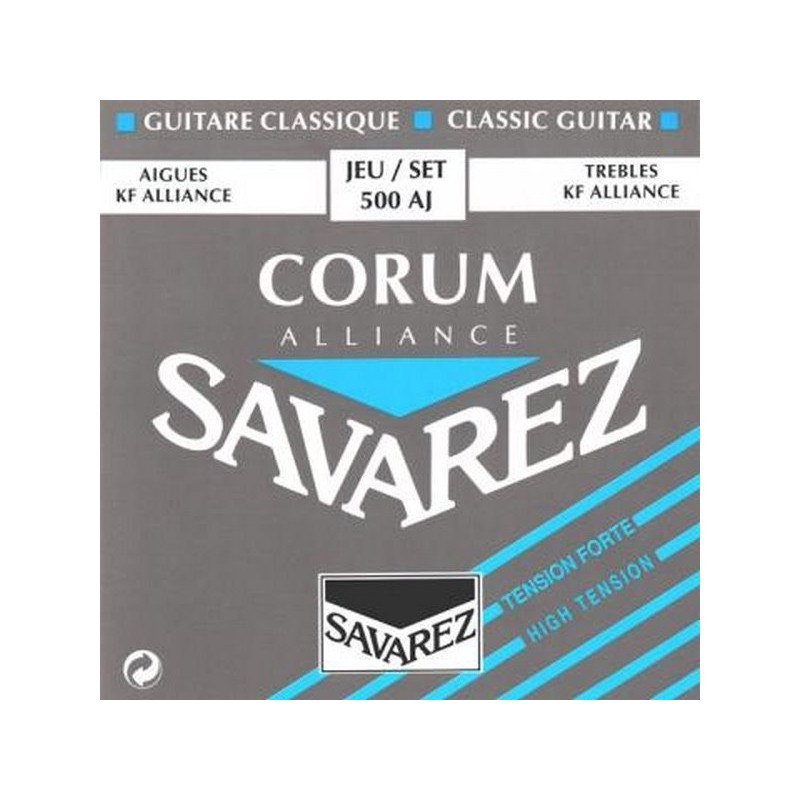 GUITARE CLASSIQUE CLASSIC GUITAR
AIGUES
KF ALLIANCE
JEU / SET
500 AJ
TREBLES
KF ALLIANCE
CORUM
ALLIANCE
SAVAREZ
TENSION FORTE
HIGH TENSION
SAVAREZ